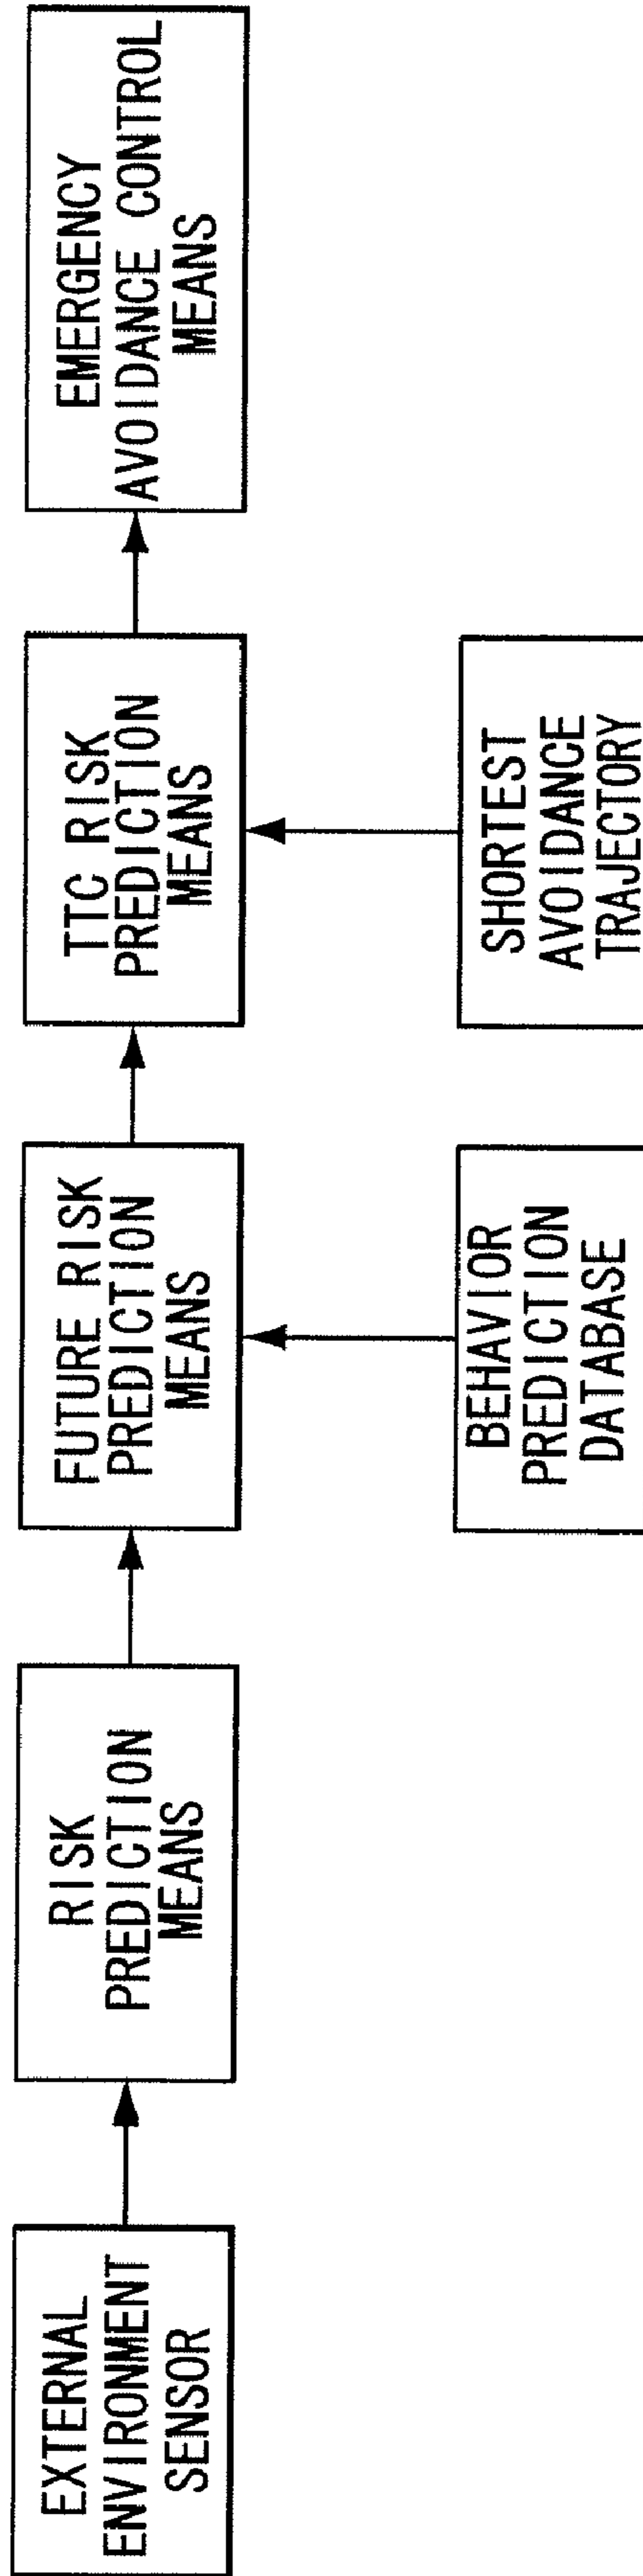 EXTERNAL
ENVIRONMENT
SENSOR
RISK
PREDICTION
MEANS
FUTURE RISK
PREDICTION
MEANS
TTC RISK
PREDICTION
MEANS
EMERGENCY
AVOIDANCE CONTROL
MEANS
BEHAVIOR
PREDICTION
DATABASE
SHORTEST
AVOIDANCE
TRAJECTORY